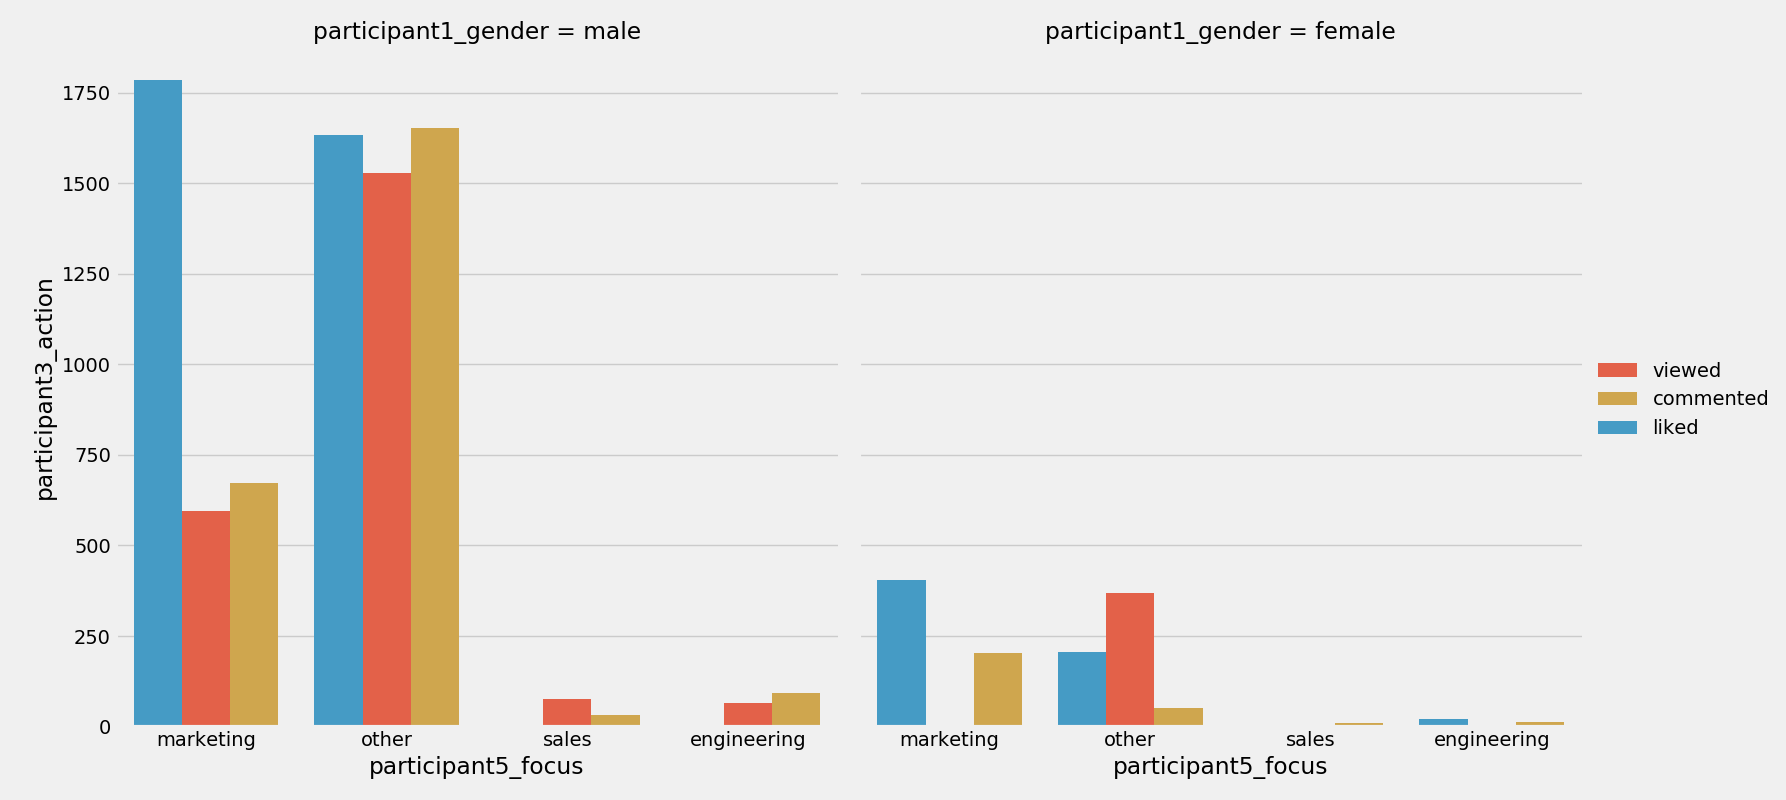 participant1_gender = male
participant1_gender = female
participant3_action
1750
1500
1250
1000
750
500
250
0
viewed
commented
liked
marketing other sales engineering
marketing other sales engineering
participant5_focus
participant5_focus